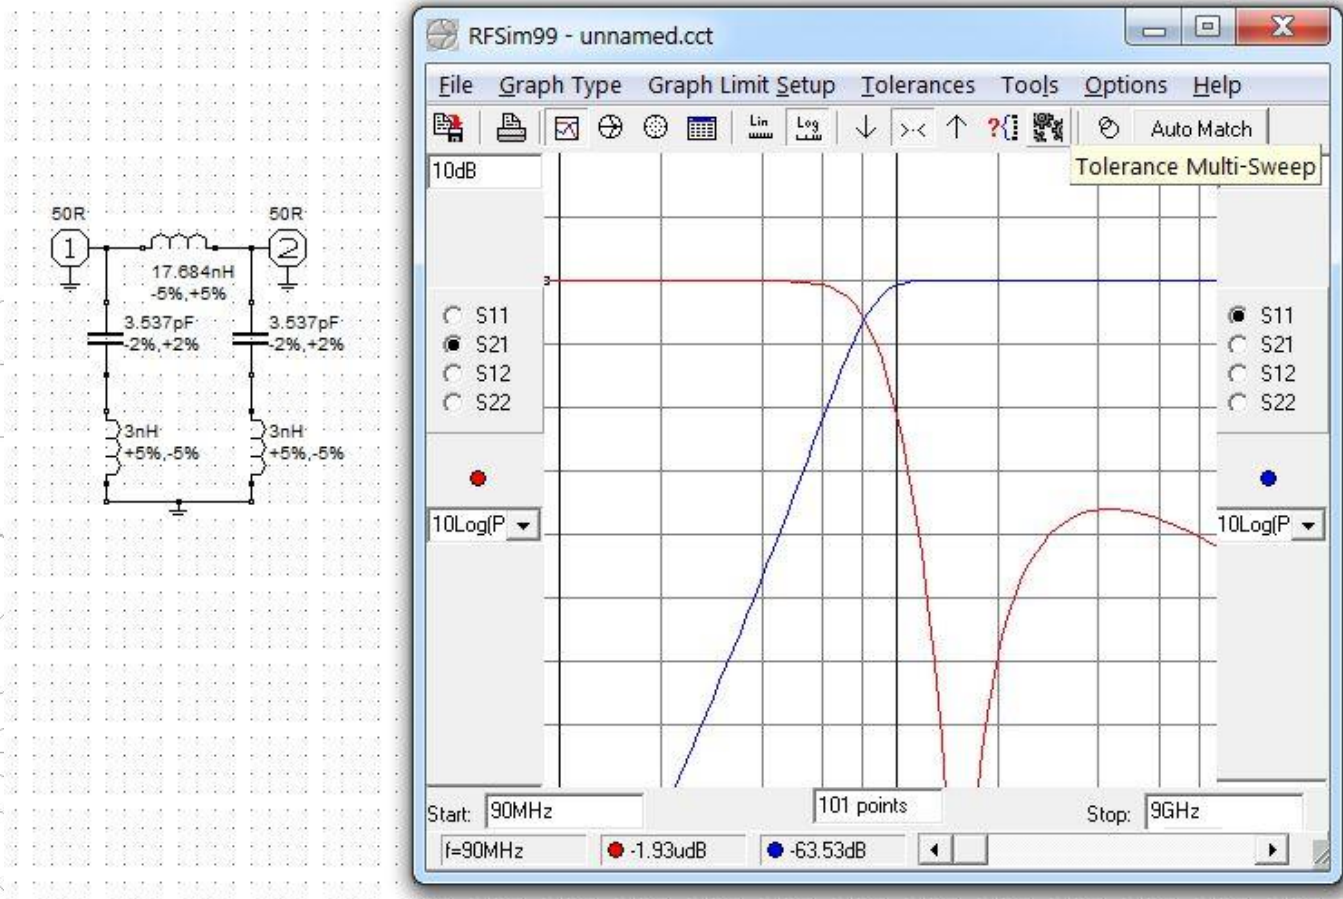 RFSim99 - unnamed.cct
File Graph Type Graph Limit Setup Tolerances Tools Options Help
Lin Log ?{ Auto Match
Tolerance Multi-Sweep
10dB
50R 50R
1 2
17.684nH
-5%,+5%
3.537pF 3.537pF
-2%,+2% -2%,+2%
3nH 3nH
+5%,-5% +5%,-5%
S11 S11
S21 S21
S12 S12
S22 S22
10Log(P 10Log(P
Start: 90MHz 101 points Stop: 9GHz
f=90MHz -1.93udB -63.53dB